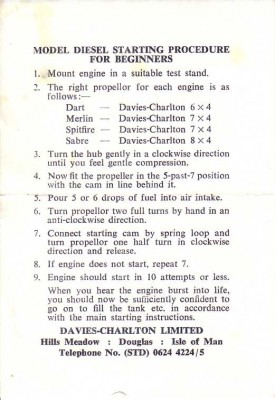 MODEL DIESEL STARTING PROCEDURE
FOR BEGINNERS
1. Mount engine in a suitable test stand.
2. The right propellor for each engine is
as follows:—
Dart — Davies-Charlton 6 × 4
Merlin — Davies-Charlton 7 × 4
Spitfire — Davies-Charlton 7 × 4
Sabre — Davies-Charlton 8 × 4
3. Turn the hub gently in a clockwise direction
until you feel gentle compression.
4. Now fit the propeller in the 5-past-7 position
with the cam in line behind it.
5. Pour 5 or 6 drops of fuel into air intake.
6. Turn propellor two full turns by hand in an
anti-clockwise direction.
7. Connect starting cam by spring loop and
turn propellor one half turn in clockwise
direction and release.
8. If engine does not start, repeat 7.
9. Engine should start in 10 attempts or less.
When you hear the engine burst into life,
you should now be sufficiently confident to
go on to fill the tank etc. in accordance
with the main starting instructions.
DAVIES-CHARLTON LIMITED
Hills Meadow : Douglas : Isle of Man
Telephone No. (STD) 0624 4224/5